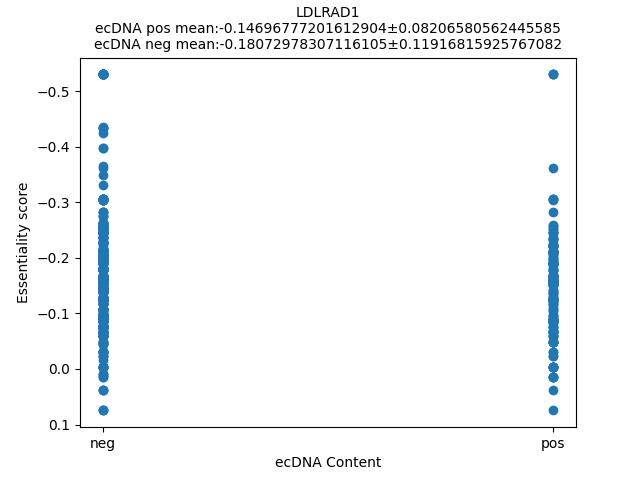 LDLRAD1
ecDNA pos mean:-0.14696777201612904±0.08206580562445585
ecDNA neg mean:-0.18072978307116105±0.11916815925767082
−0.5
−0.4
−0.3
−0.2
−0.1
0.0
0.1
Essentiality score
neg
pos
ecDNA Content